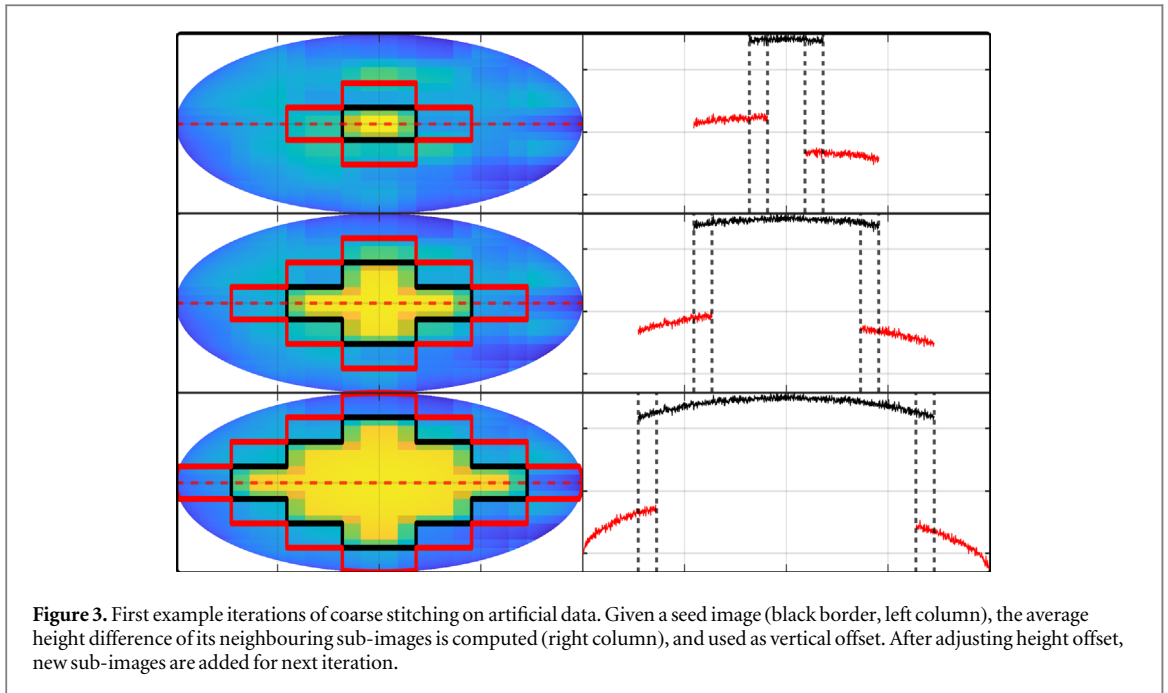 Figure 3. First example iterations of coarse stitching on artificial data. Given a seed image (black border, left column), the average
height difference of its neighbouring sub-images is computed (right column), and used as vertical offset. After adjusting height offset,
new sub-images are added for next iteration.